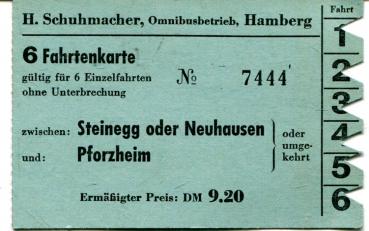 H. Schuhmacher, Omnibusbetrieb, Hamberg
6 Fahrtenkarte
gültig für 6 Einzelfahrten
ohne Unterbrechung
№ 7444
zwischen: Steinegg oder Neuhausen
und: Pforzheim
oder
umge-
kehrt
Ermäßigter Preis: DM 9.20
Fahrt
1
2
3
4
5
6